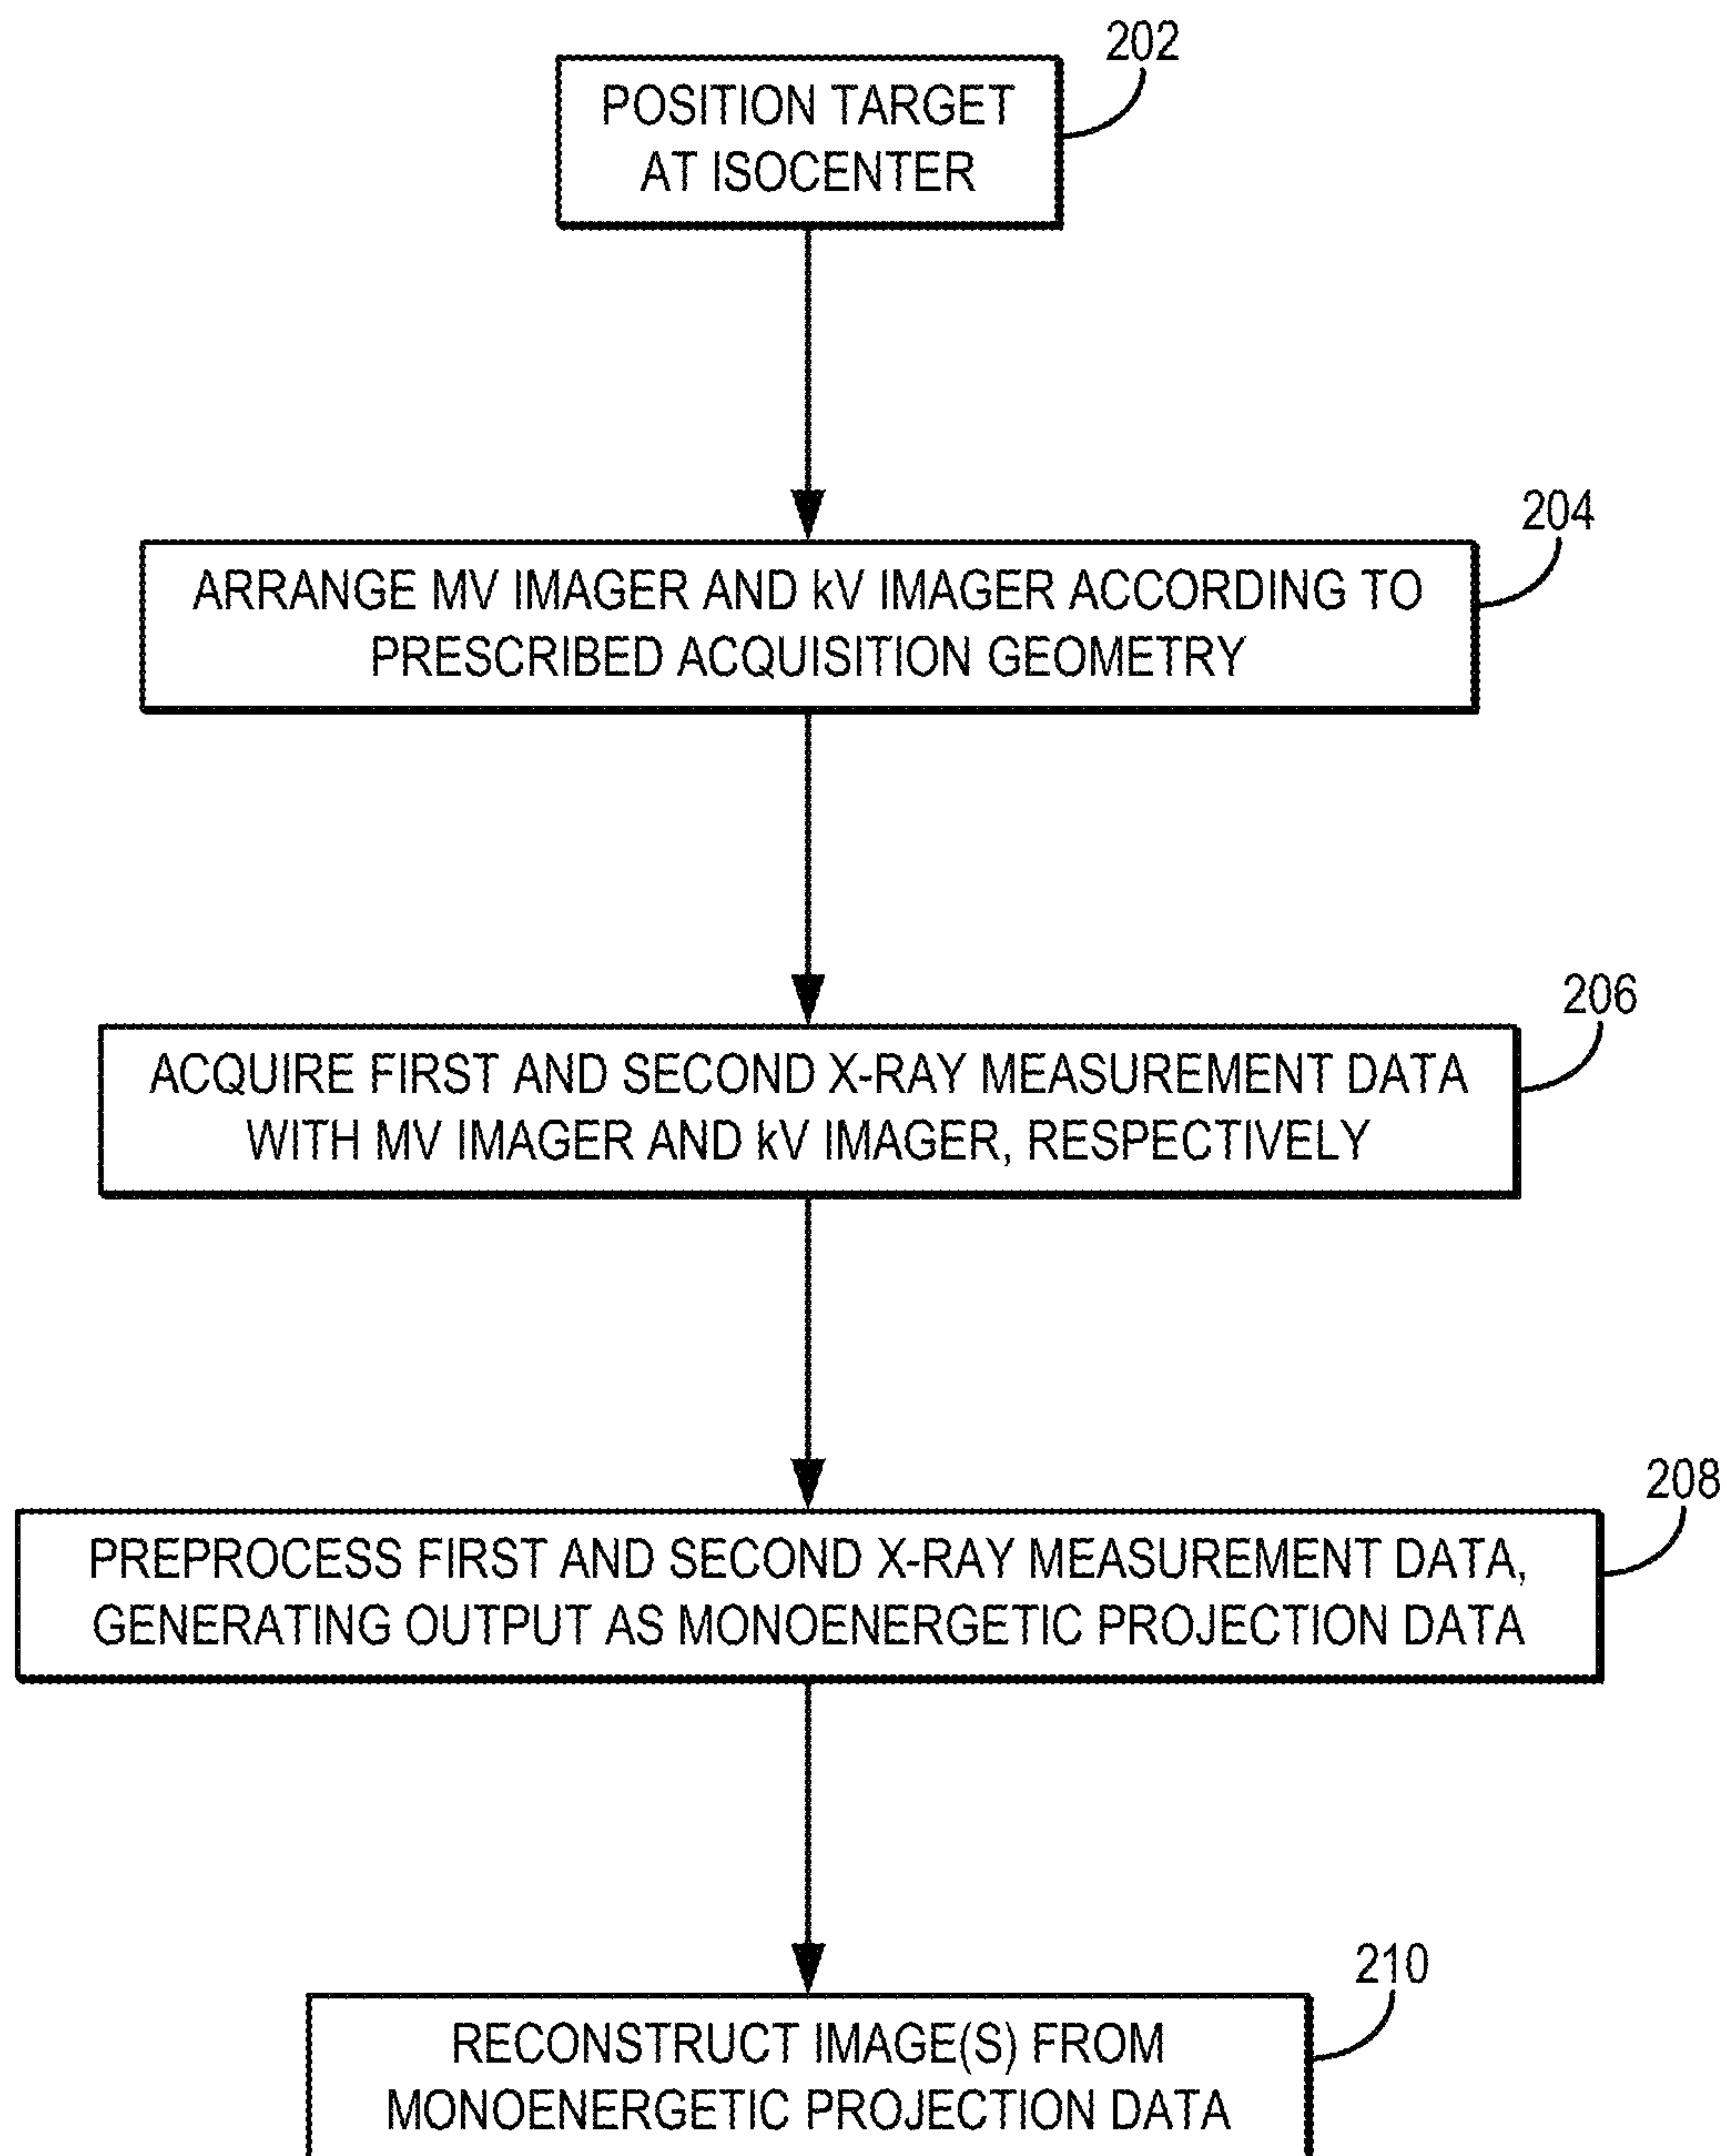 202
POSITION TARGET
AT ISOCENTER
204
ARRANGE MV IMAGER AND kV IMAGER ACCORDING TO
PRESCRIBED ACQUISITION GEOMETRY
206
ACQUIRE FIRST AND SECOND X-RAY MEASUREMENT DATA
WITH MV IMAGER AND kV IMAGER, RESPECTIVELY
208
PREPROCESS FIRST AND SECOND X-RAY MEASUREMENT DATA,
GENERATING OUTPUT AS MONOENERGETIC PROJECTION DATA
210
RECONSTRUCT IMAGE(S) FROM
MONOENERGETIC PROJECTION DATA